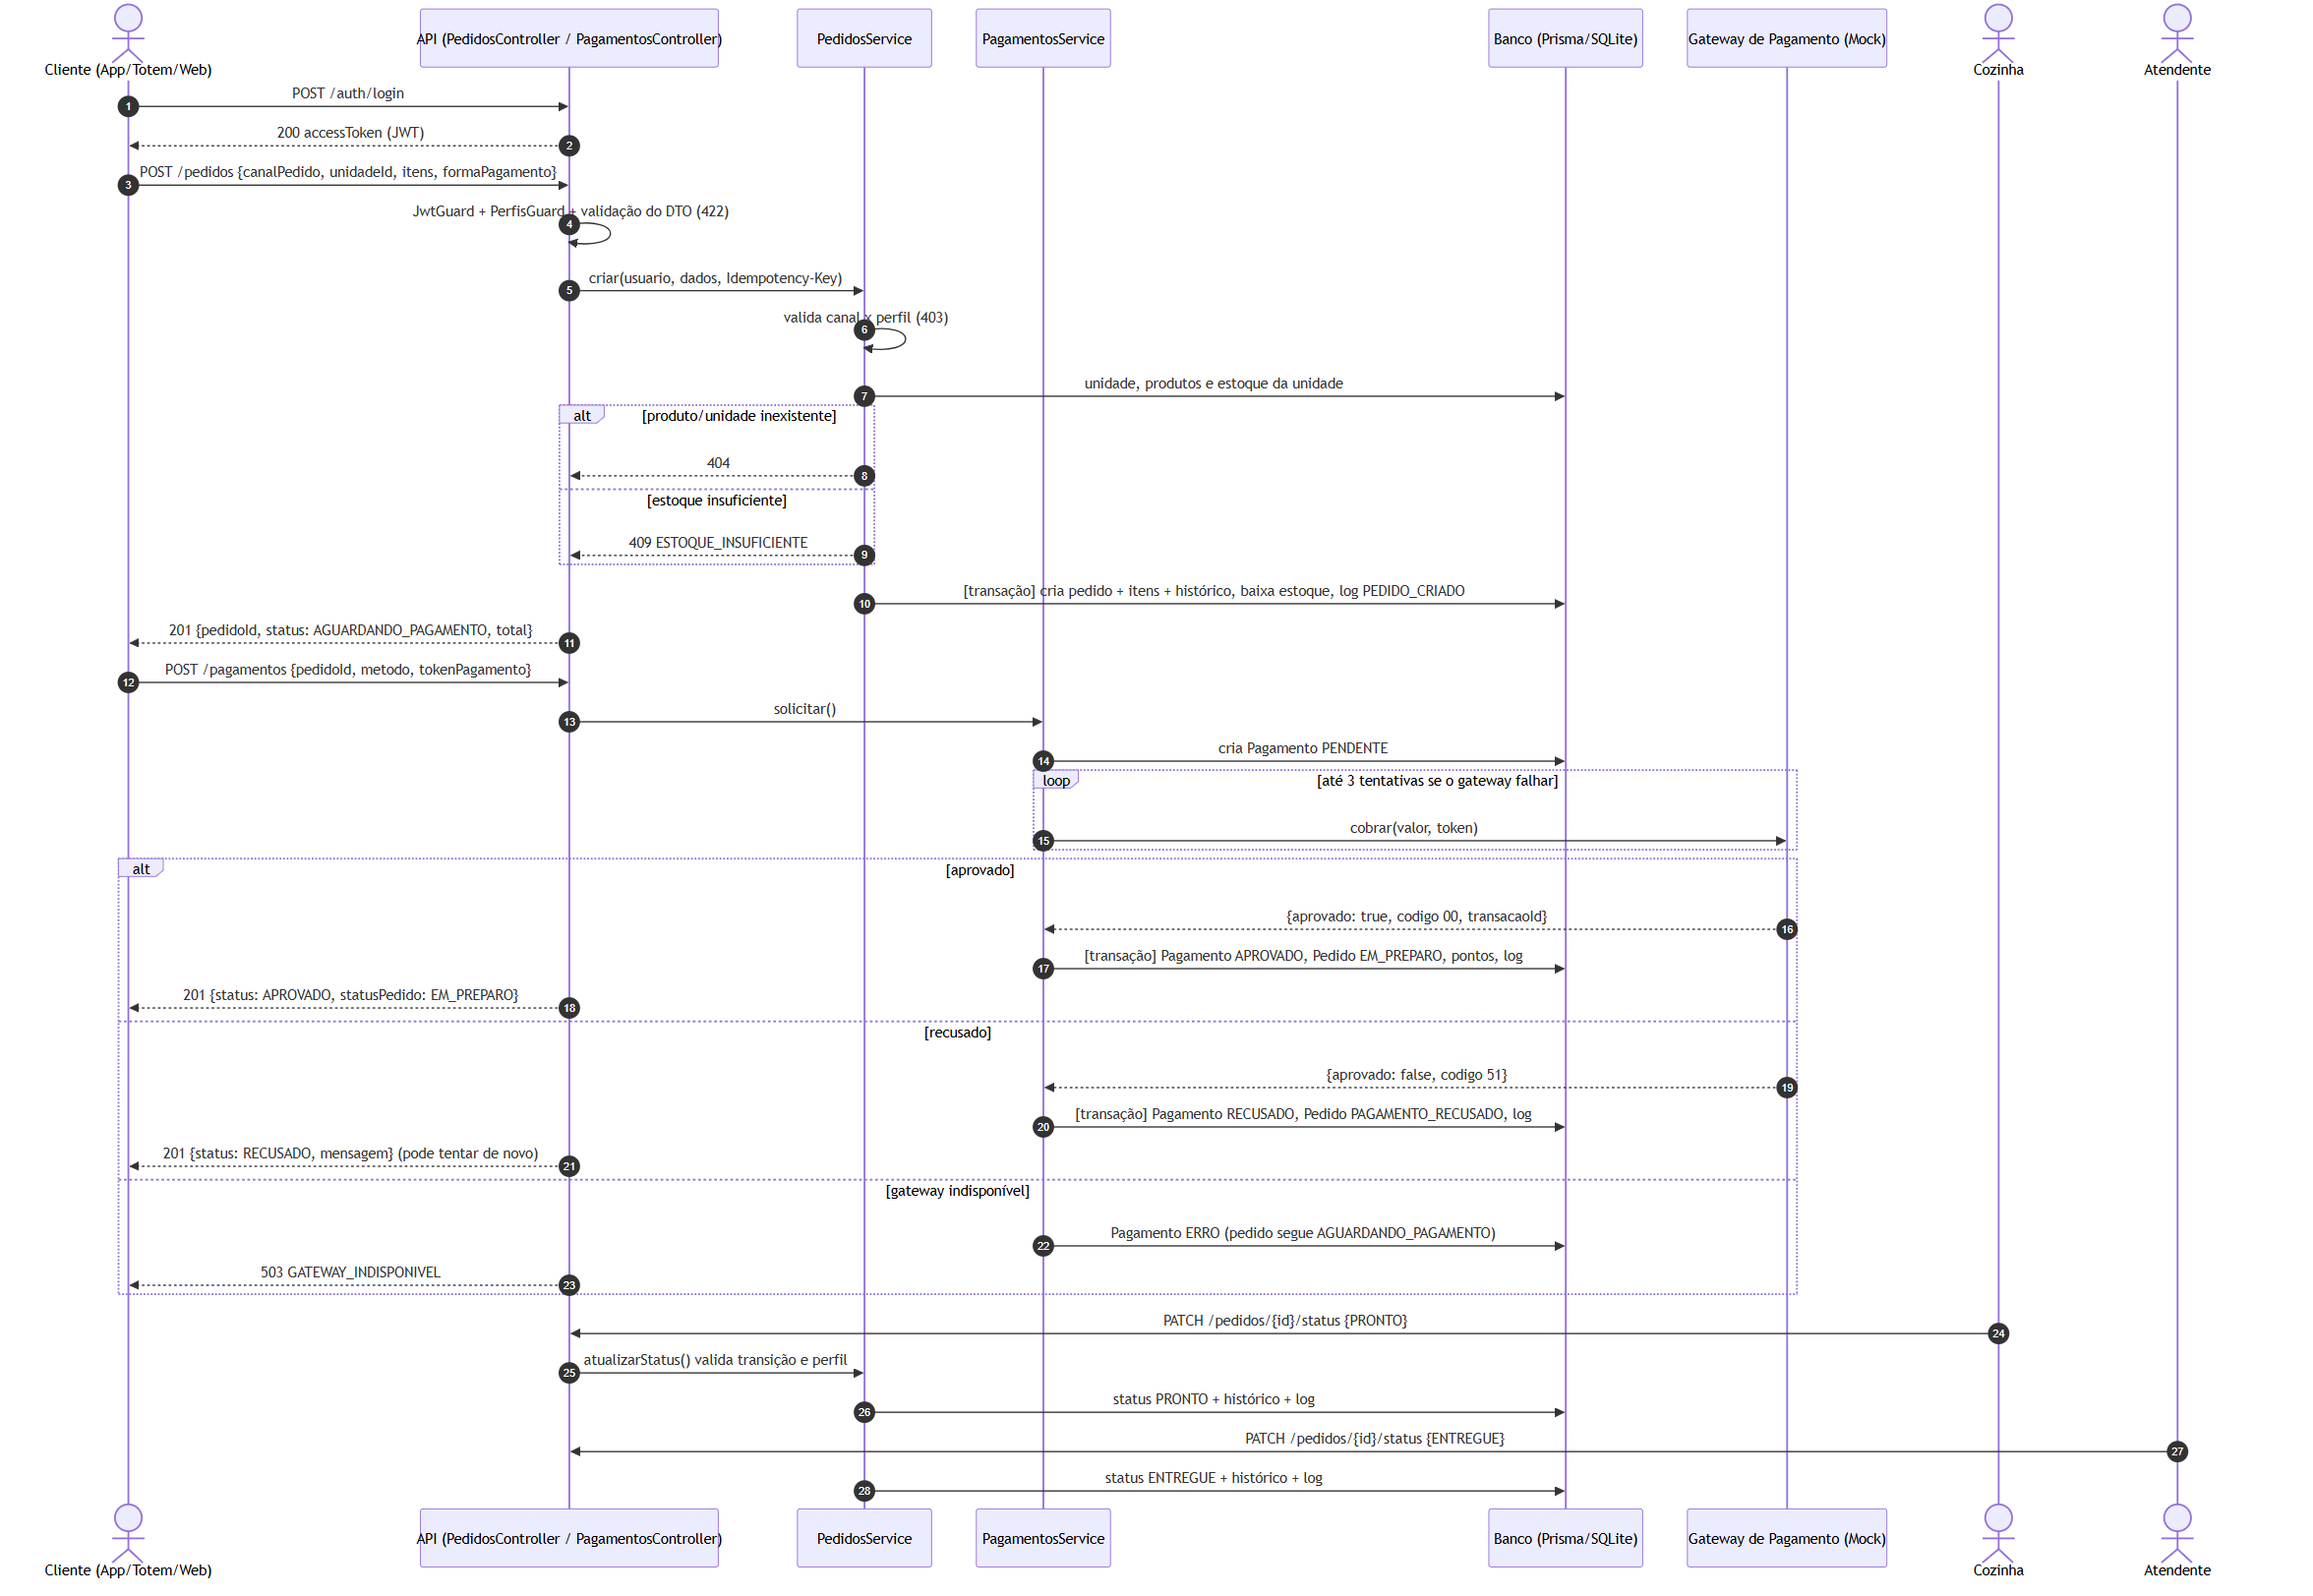 Cliente (App/Totem/Web)
API (PedidosController / PagamentosController)
PedidosService
PagamentosService
Banco (Prisma/SQLite)
Gateway de Pagamento (Mock)
Cozinha
Atendente
POST /auth/login
1
200 accessToken (JWT)
2
POST /pedidos {canalPedido, unidadeId, itens, formaPagamento}
3
JwtGuard + PerfisGuard + validação do DTO (422)
4
criar(usuario, dados, Idempotency-Key)
5
valida canal x perfil (403)
6
unidade, produtos e estoque da unidade
7
alt
[produto/unidade inexistente]
404
8
[estoque insuficiente]
409 ESTOQUE_INSUFICIENTE
9
[transação] cria pedido + itens + histórico, baixa estoque, log PEDIDO_CRIADO
10
201 {pedidoId, status: AGUARDANDO_PAGAMENTO, total}
11
POST /pagamentos {pedidoId, metodo, tokenPagamento}
12
solicitar()
13
cria Pagamento PENDENTE
14
loop
[até 3 tentativas se o gateway falhar]
cobrar(valor, token)
15
alt
[aprovado]
{aprovado: true, codigo 00, transacaoId}
16
[transação] Pagamento APROVADO, Pedido EM_PREPARO, pontos, log
17
201 {status: APROVADO, statusPedido: EM_PREPARO}
18
[recusado]
{aprovado: false, codigo 51}
19
[transação] Pagamento RECUSADO, Pedido PAGAMENTO_RECUSADO, log
20
201 {status: RECUSADO, mensagem} (pode tentar de novo)
21
[gateway indisponível]
Pagamento ERRO (pedido segue AGUARDANDO_PAGAMENTO)
22
503 GATEWAY_INDISPONIVEL
23
PATCH /pedidos/{id}/status {PRONTO}
24
atualizarStatus() valida transição e perfil
25
status PRONTO + histórico + log
26
PATCH /pedidos/{id}/status {ENTREGUE}
27
status ENTREGUE + histórico + log
28
Cliente (App/Totem/Web)
API (PedidosController / PagamentosController)
PedidosService
PagamentosService
Banco (Prisma/SQLite)
Gateway de Pagamento (Mock)
Cozinha
Atendente